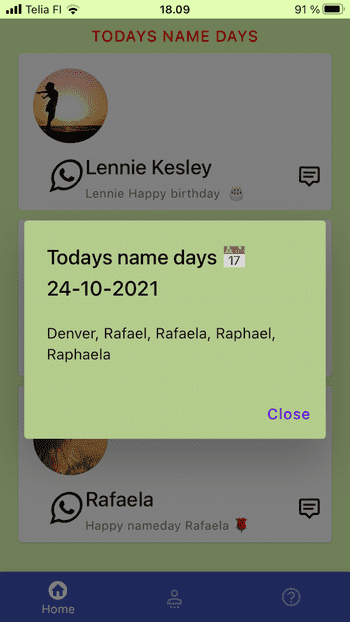 Telia FI 18.09 91 %
TODAYS NAME DAYS
Lennie Kesley
Lennie Happy birthday 🎂
Todays name days 📅
24-10-2021
Denver, Rafael, Rafaela, Raphael,
Raphaela
Close
Rafaela
Happy nameday Rafaela 🌹
Home